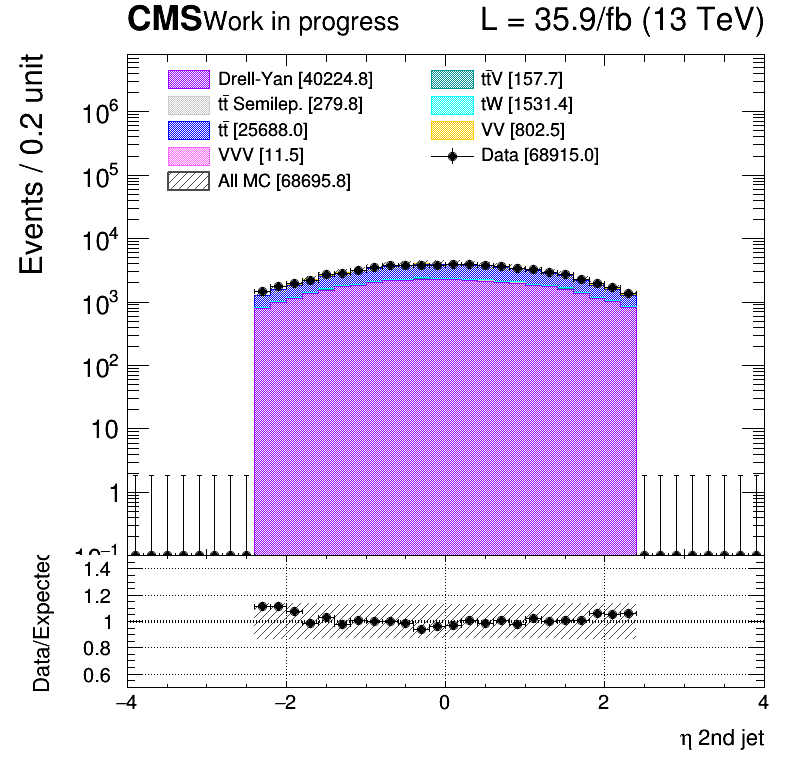 CMS Work in progress L = 35.9/fb (13 TeV)
Events / 0.2 unit
Drell-Yan [40224.8]
tt̄ Semilep. [279.8]
tt̄ [25688.0]
VVV [11.5]
All MC [68695.8]
tt̄V [157.7]
tW [1531.4]
VV [802.5]
Data [68915.0]
10⁶
10⁵
10⁴
10³
10²
10
1
10⁻¹
Data/Expected
1.4
1.2
1
0.8
0.6
−4 −2 0 2 4
η 2nd jet